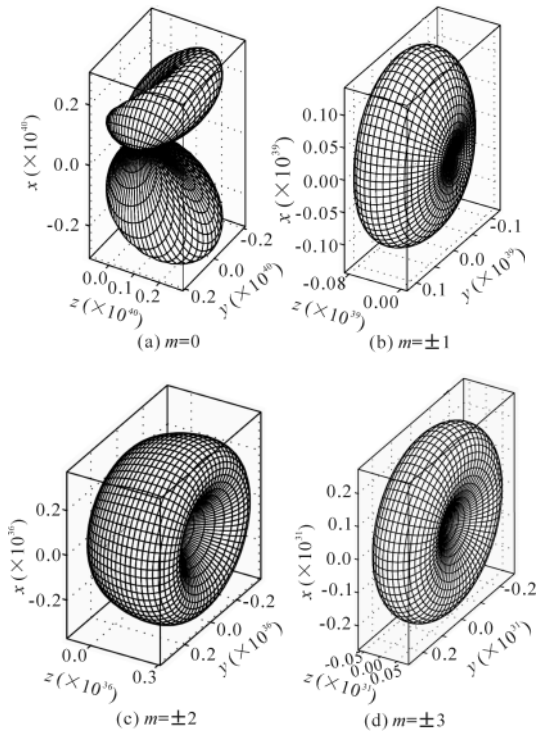 0.2
0.0
-0.2
x (×10⁴⁰)
0.0
0.1
0.2
z (×10⁴⁰)
0.2
0.0
-0.2
y (×10⁴⁰)
(a) m=0
0.10
0.05
0.00
-0.05
-0.10
x (×10³⁹)
-0.08
0.00
z (×10³⁹)
0.1
0.0
-0.1
y (×10³⁹)
(b) m=±1
0.2
0.0
-0.2
x (×10³⁶)
0.0
0.3
z (×10³⁶)
0.2
0.0
-0.2
y (×10³⁶)
(c) m=±2
0.2
0.1
0.0
-0.1
-0.2
x (×10³¹)
-0.05
0.00
0.05
z (×10³¹)
0.2
0.0
-0.2
y (×10³¹)
(d) m=±3